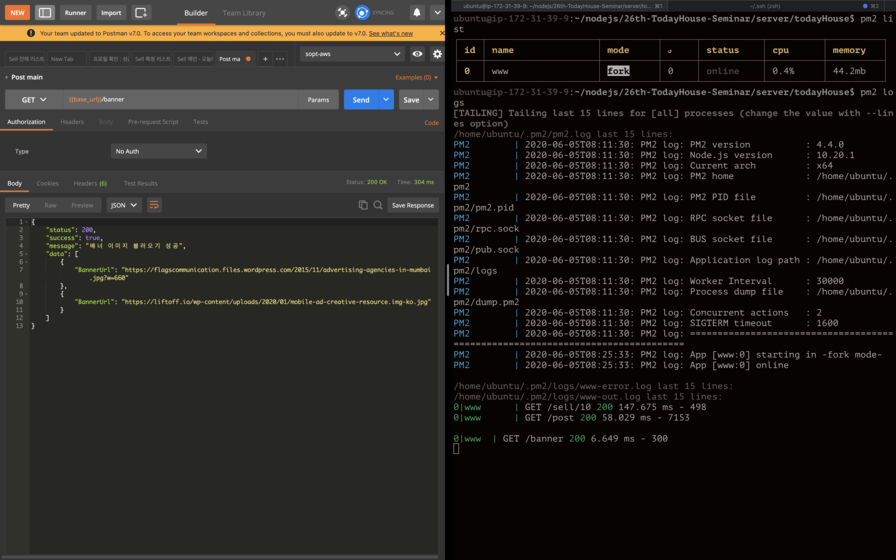 NEW
Runner
Import
Builder
Team Library
SYNCING
Your team updated to Postman v7.0. To access your team workspaces and collections, you must also update to v7.0. See what's new
Sell 전체 리스트
New Tab
프로필 확인 | 보
Sell 특정 리스트
Sell 메인 - 오늘
Post ma
sopt-aws
Post main
Examples (0)
GET
{{base_url}}/banner
Params
Send
Save
Authorization
Headers
Body
Pre-request Script
Tests
Code
Type
No Auth
Body
Cookies
Headers (6)
Test Results
Status: 200 OK
Time: 304 ms
Pretty
Raw
Preview
JSON
Save Response
1 {
2 "status": 200,
3 "success": true,
4 "message": "배너 이미지 불러오기 성공",
5 "data": [
6 {
7 "BannerUrl": "https://flagscommunication.files.wordpress.com/2015/11/advertising-agencies-in-mumbai
.jpg?w=660"
8 },
9 {
10 "BannerUrl": "https://liftoff.io/wp-content/uploads/2020/01/mobile-ad-creative-resource.img-ko.jpg"
11 }
12 ]
13 }
ubuntu@ip-172-31-39-9: ~/nodejs/26th-TodayHouse-Seminar/server/todayHouse ⌘1
~/.ssh (zsh)
⌘2
ubuntu@ip-172-31-39-9:~/nodejs/26th-TodayHouse-Seminar/server/todayHouse$ pm2 li
st
id name mode ↺ status cpu memory
0 www fork 0 online 0.4% 44.2mb
ubuntu@ip-172-31-39-9:~/nodejs/26th-TodayHouse-Seminar/server/todayHouse$ pm2 lo
gs
[TAILING] Tailing last 15 lines for [all] processes (change the value with --lin
es option)
/home/ubuntu/.pm2/pm2.log last 15 lines:
PM2 | 2020-06-05T08:11:30: PM2 log: PM2 version : 4.4.0
PM2 | 2020-06-05T08:11:30: PM2 log: Node.js version : 10.20.1
PM2 | 2020-06-05T08:11:30: PM2 log: Current arch : x64
PM2 | 2020-06-05T08:11:30: PM2 log: PM2 home : /home/ubuntu/.
pm2
PM2 | 2020-06-05T08:11:30: PM2 log: PM2 PID file : /home/ubuntu/.
pm2/pm2.pid
PM2 | 2020-06-05T08:11:30: PM2 log: RPC socket file : /home/ubuntu/.
pm2/rpc.sock
PM2 | 2020-06-05T08:11:30: PM2 log: BUS socket file : /home/ubuntu/.
pm2/pub.sock
PM2 | 2020-06-05T08:11:30: PM2 log: Application log path : /home/ubuntu/.
pm2/logs
PM2 | 2020-06-05T08:11:30: PM2 log: Worker Interval : 30000
PM2 | 2020-06-05T08:11:30: PM2 log: Process dump file : /home/ubuntu/.
pm2/dump.pm2
PM2 | 2020-06-05T08:11:30: PM2 log: Concurrent actions : 2
PM2 | 2020-06-05T08:11:30: PM2 log: SIGTERM timeout : 1600
PM2 | 2020-06-05T08:11:30: PM2 log: ===================================
==========================================
PM2 | 2020-06-05T08:25:33: PM2 log: App [www:0] starting in -fork mode-
PM2 | 2020-06-05T08:25:33: PM2 log: App [www:0] online
/home/ubuntu/.pm2/logs/www-error.log last 15 lines:
/home/ubuntu/.pm2/logs/www-out.log last 15 lines:
0|www | GET /sell/10 200 147.675 ms - 498
0|www | GET /post 200 58.029 ms - 7153
0|www | GET /banner 200 6.649 ms - 300